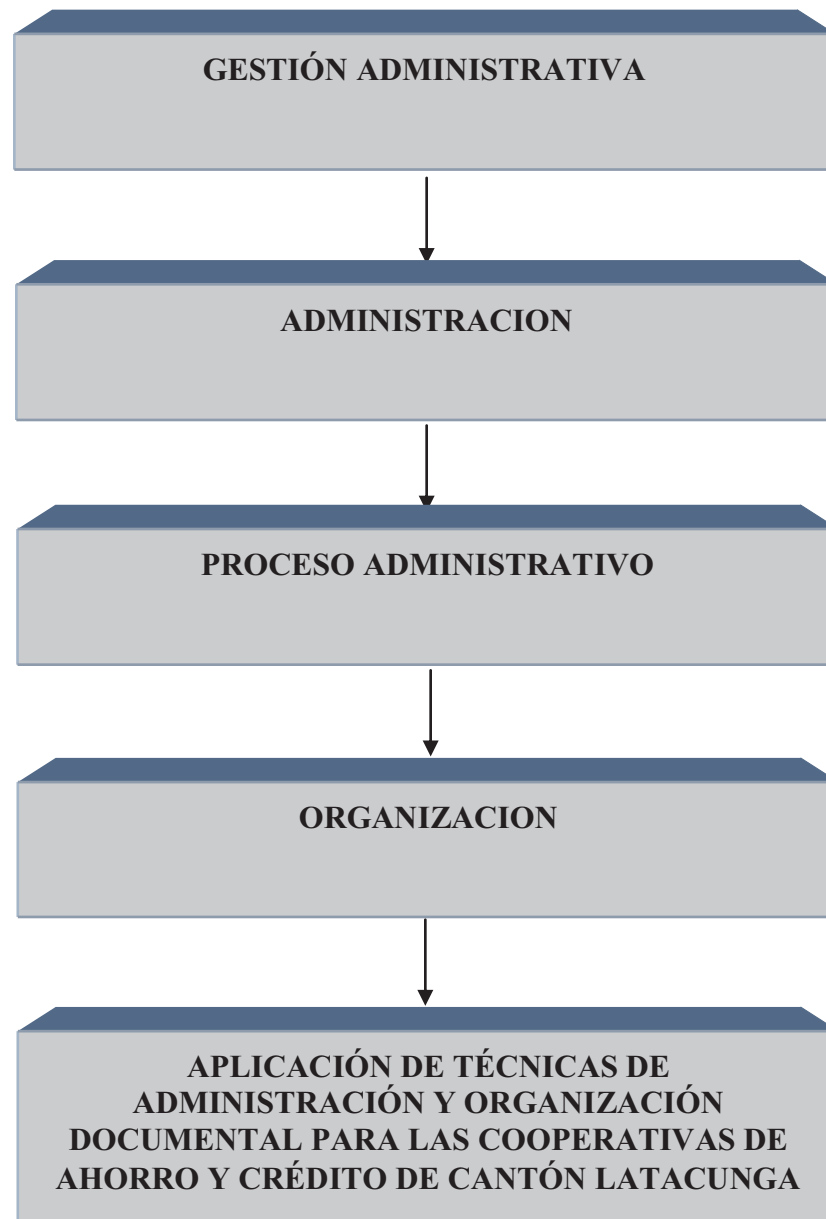 GESTIÓN ADMINISTRATIVA
ADMINISTRACION
PROCESO ADMINISTRATIVO
ORGANIZACION
APLICACIÓN DE TÉCNICAS DE
ADMINISTRACIÓN Y ORGANIZACIÓN
DOCUMENTAL PARA LAS COOPERATIVAS DE
AHORRO Y CRÉDITO DE CANTÓN LATACUNGA